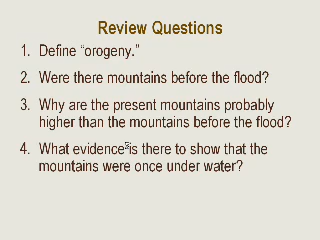 Review Questions
1. Define “orogeny.”
2. Were there mountains before the flood?
3. Why are the present mountains probably
higher than the mountains before the flood?
4. What evidence is there to show that the
mountains were once under water?